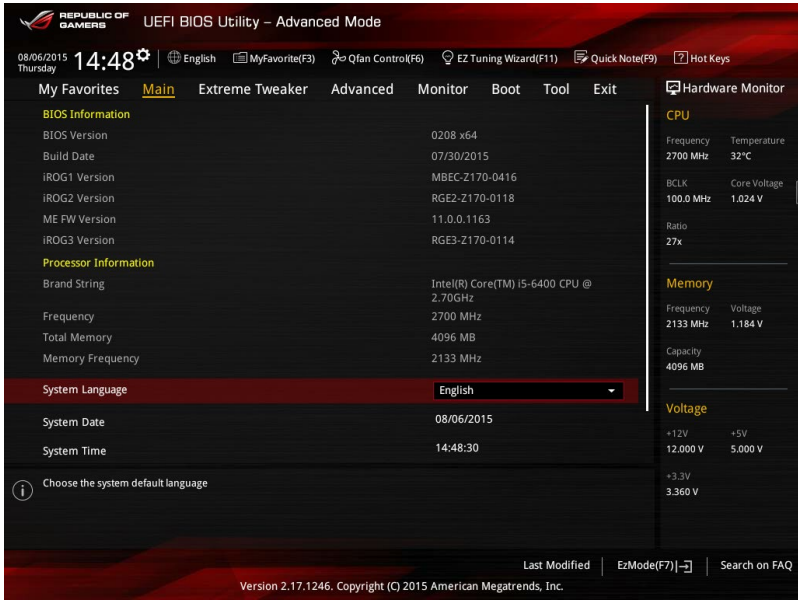 REPUBLIC OF
GAMERS
UEFI BIOS Utility – Advanced Mode
08/06/2015
Thursday
14:48
English
MyFavorite(F3)
Qfan Control(F6)
EZ Tuning Wizard(F11)
Quick Note(F9)
? Hot Keys
My Favorites Main Extreme Tweaker Advanced Monitor Boot Tool Exit
Hardware Monitor
BIOS Information
BIOS Version 0208 x64
Build Date 07/30/2015
iROG1 Version MBEC-Z170-0416
iROG2 Version RGE2-Z170-0118
ME FW Version 11.0.0.1163
iROG3 Version RGE3-Z170-0114
Processor Information
Brand String Intel(R) Core(TM) i5-6400 CPU @
2.70GHz
Frequency 2700 MHz
Total Memory 4096 MB
Memory Frequency 2133 MHz
System Language English
System Date 08/06/2015
System Time 14:48:30
i Choose the system default language
CPU
Frequency Temperature
2700 MHz 32°C
BCLK Core Voltage
100.0 MHz 1.024 V
Ratio
27x
Memory
Frequency Voltage
2133 MHz 1.184 V
Capacity
4096 MB
Voltage
+12V +5V
12.000 V 5.000 V
+3.3V
3.360 V
Last Modified
EzMode(F7)
Search on FAQ
Version 2.17.1246. Copyright (C) 2015 American Megatrends, Inc.